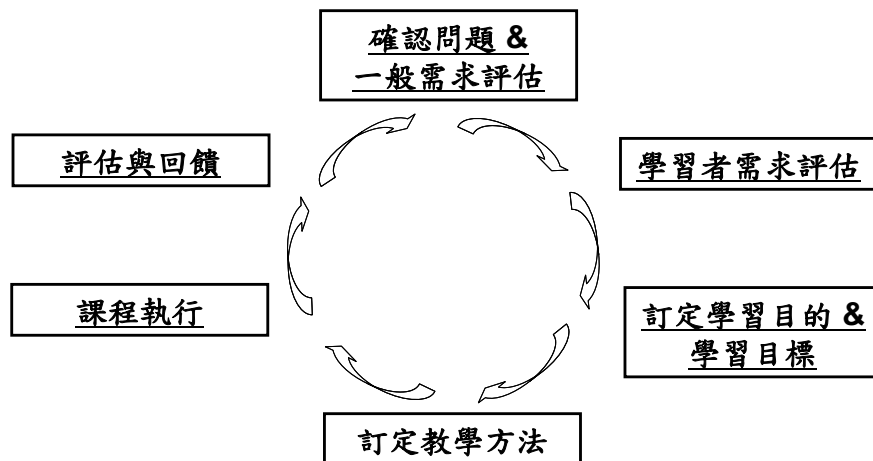 確認問題 &
一般需求評估
評估與回饋
學習者需求評估
課程執行
訂定學習目的 &
學習目標
訂定教學方法